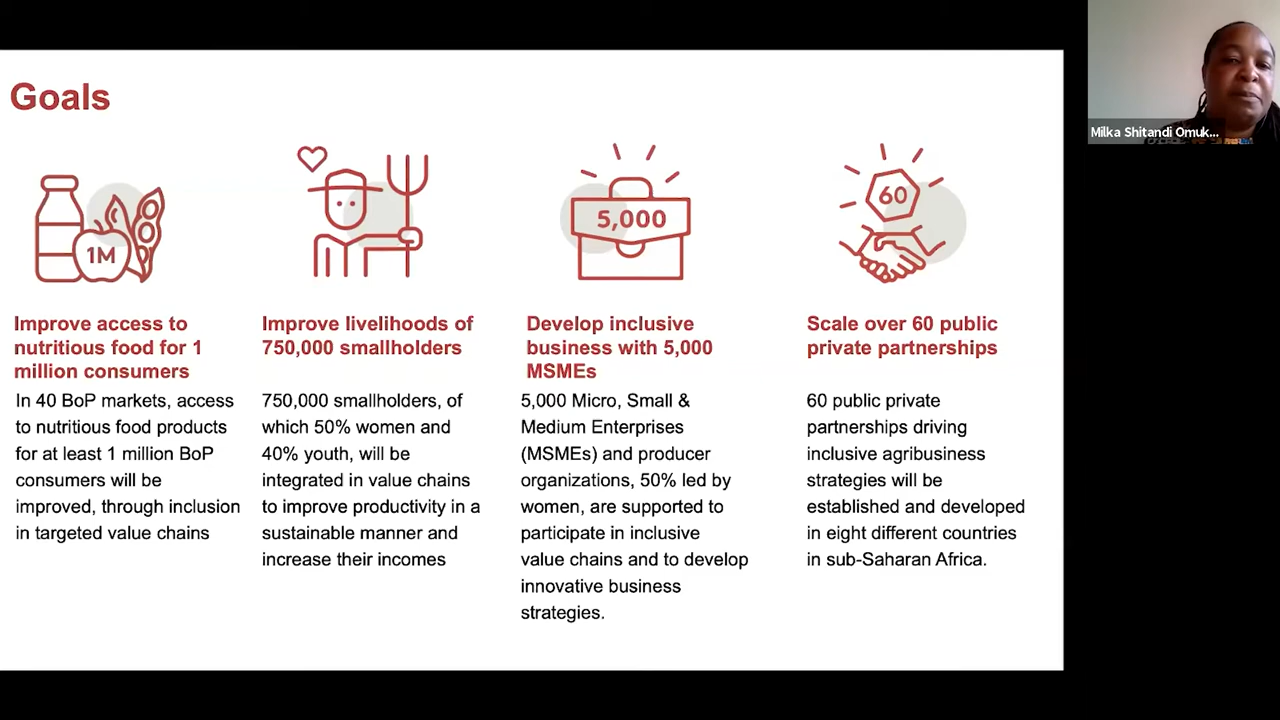 Goals
1M
5,000
60
Improve access to
nutritious food for 1
million consumers
In 40 BoP markets, access
to nutritious food products
for at least 1 million BoP
consumers will be
improved, through inclusion
in targeted value chains
Improve livelihoods of
750,000 smallholders
750,000 smallholders, of
which 50% women and
40% youth, will be
integrated in value chains
to improve productivity in a
sustainable manner and
increase their incomes
Develop inclusive
business with 5,000
MSMEs
5,000 Micro, Small &
Medium Enterprises
(MSMEs) and producer
organizations, 50% led by
women, are supported to
participate in inclusive
value chains and to develop
innovative business
strategies.
Scale over 60 public
private partnerships
60 public private
partnerships driving
inclusive agribusiness
strategies will be
established and developed
in eight different countries
in sub-Saharan Africa.
Milka Shitandi Omuk...